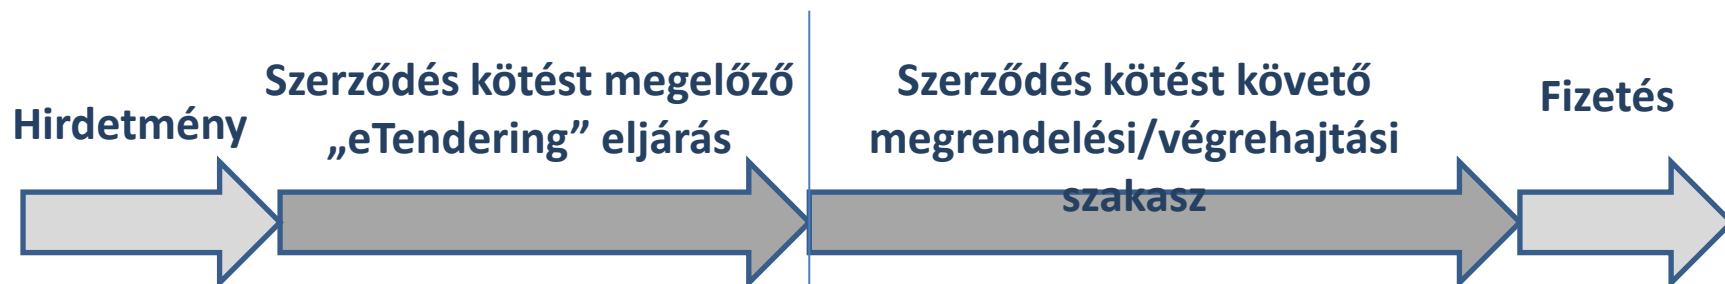 Hirdetmény
Szerződés kötést megelőző
„eTendering” eljárás
Szerződés kötést követő
megrendelési/végrehajtási
szakasz
Fizetés